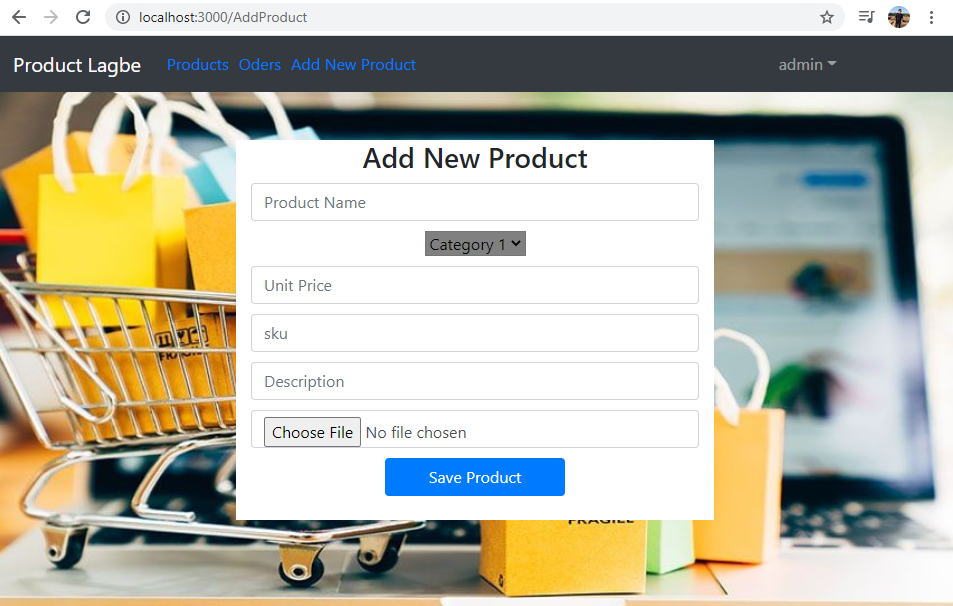 localhost:3000/AddProduct
Product Lagbe Products Oders Add New Product admin
Add New Product
Product Name
Category 1
Unit Price
sku
Description
Choose File No file chosen
Save Product
FRAGILE
FRAGILE